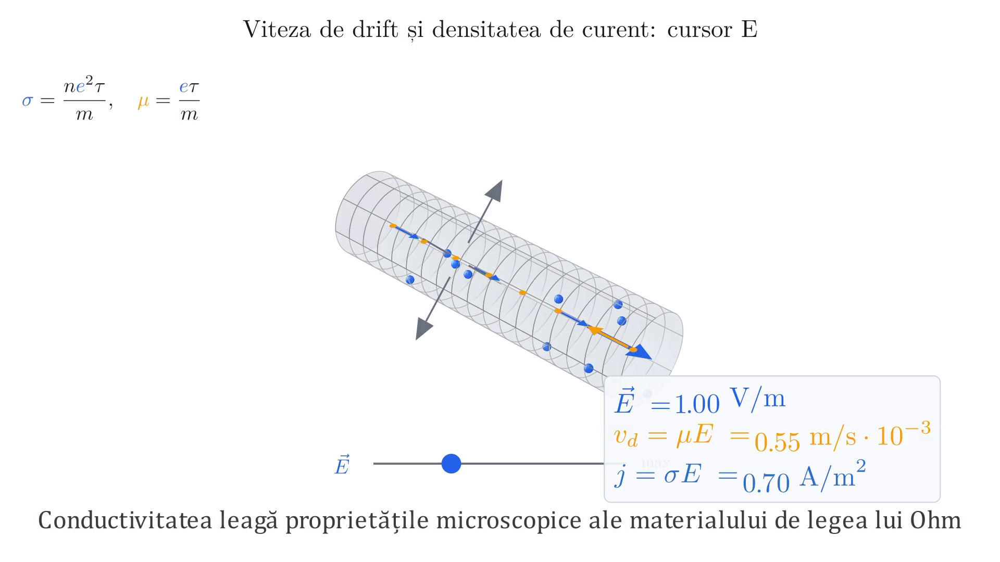 Viteza de drift și densitatea de curent: cursor E
σ = ne²τ/m, μ = eτ/m
E⃗ = 1.00 V/m
v_d = μE = 0.55 m/s · 10⁻³
E⃗ max
j = σE = 0.70 A/m²
Conductivitatea leagă proprietățile microscopice ale materialului de legea lui Ohm